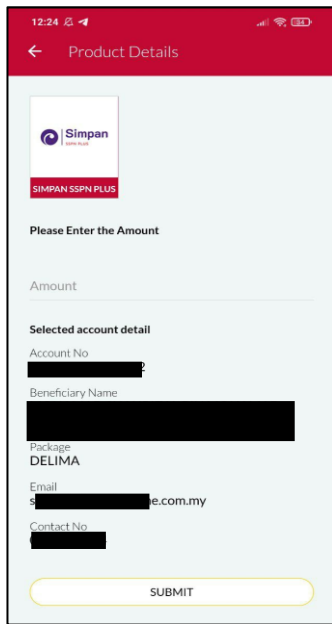 12:24
Product Details
Simpan
SSPN PLUS
SIMPAN SSPN PLUS
Please Enter the Amount
Amount
Selected account detail
Account No
2
Beneficiary Name
Package
DELIMA
Email
s e.com.my
Contact No
SUBMIT